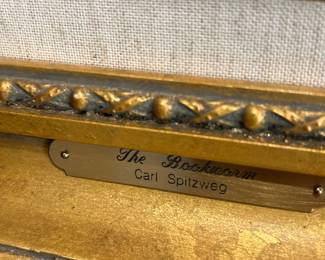 The Bookworm
Carl Spitzweg